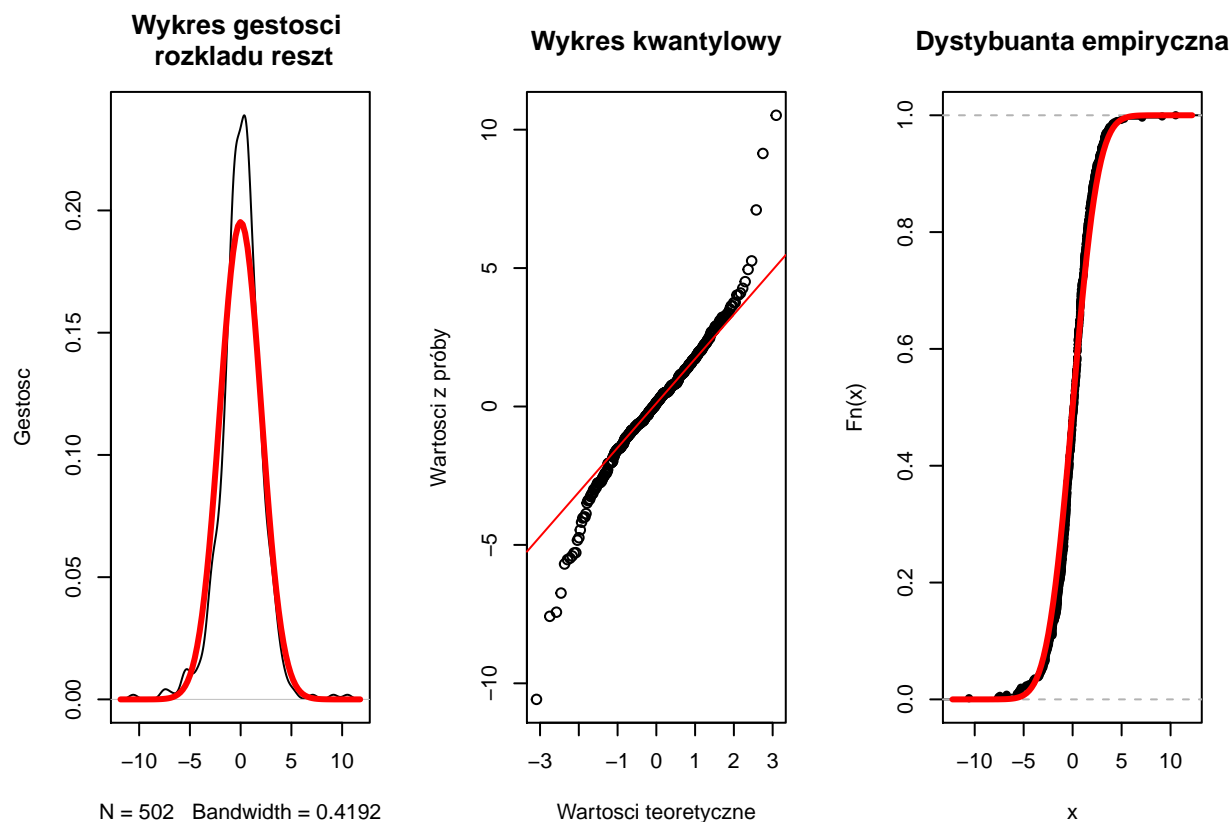 Wykres gestosci
rozkladu reszt
Gestosc
0.00 0.05 0.10 0.15 0.20
−10 −5 0 5 10
N = 502 Bandwidth = 0.4192
Wykres kwantylowy
Wartosci z próby
−10 −5 0 5 10
−3 −2 −1 0 1 2 3
Wartosci teoretyczne
Dystybuanta empiryczna
Fn(x)
0.0 0.2 0.4 0.6 0.8 1.0
−10 −5 0 5 10
x